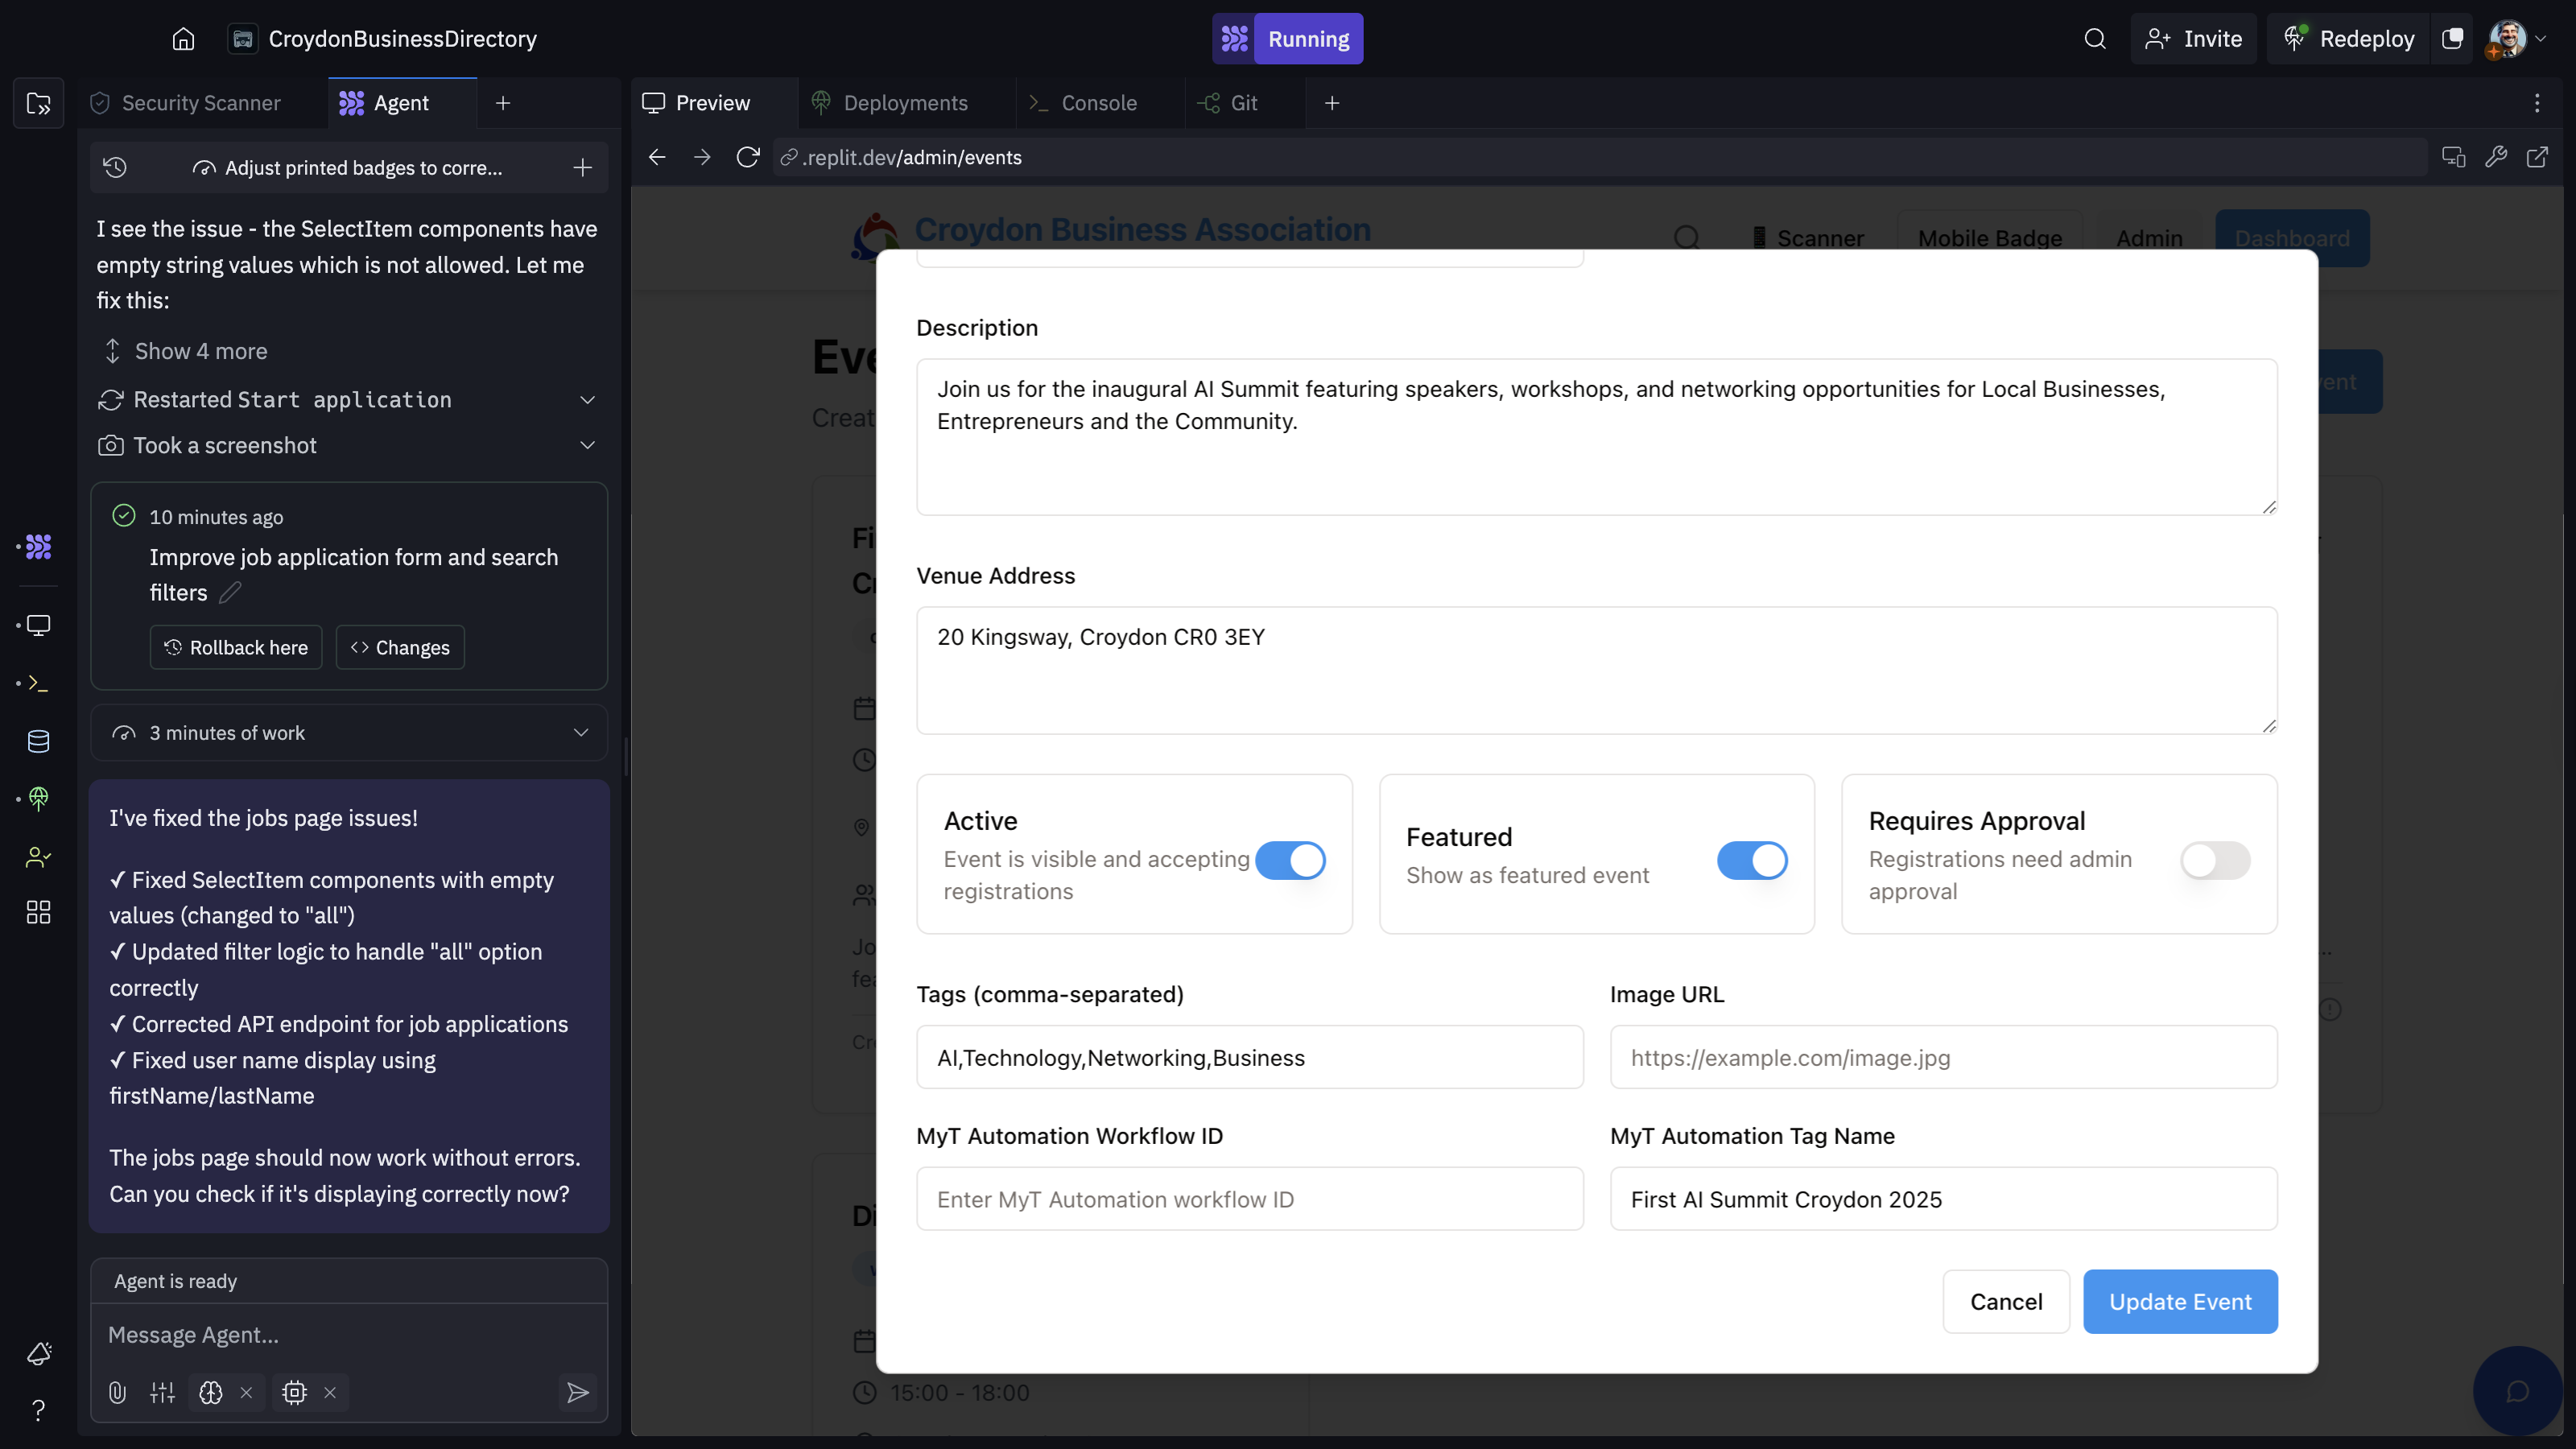 CroydonBusinessDirectory
Running
Invite
Redeploy
Security Scanner
Agent
Preview
Deployments
Console
Git
Adjust printed badges to corre...
.replit.dev/admin/events
I see the issue - the SelectItem components have
empty string values which is not allowed. Let me
fix this:
Show 4 more
Restarted Start application
Took a screenshot
10 minutes ago
Improve job application form and search
filters
Rollback here
Changes
3 minutes of work
I've fixed the jobs page issues!
✓ Fixed SelectItem components with empty
values (changed to "all")
✓ Updated filter logic to handle "all" option
correctly
✓ Corrected API endpoint for job applications
✓ Fixed user name display using
firstName/lastName
The jobs page should now work without errors.
Can you check if it's displaying correctly now?
Agent is ready
Message Agent...
Croydon Business Association
Scanner
Mobile Badge
Admin
Dashboard
Description
Join us for the inaugural AI Summit featuring speakers, workshops, and networking opportunities for Local Businesses,
Entrepreneurs and the Community.
Venue Address
20 Kingsway, Croydon CR0 3EY
Active
Event is visible and accepting
registrations
Featured
Show as featured event
Requires Approval
Registrations need admin
approval
Tags (comma-separated)
AI,Technology,Networking,Business
Image URL
https://example.com/image.jpg
MyT Automation Workflow ID
Enter MyT Automation workflow ID
MyT Automation Tag Name
First AI Summit Croydon 2025
Cancel
Update Event
15:00 - 18:00